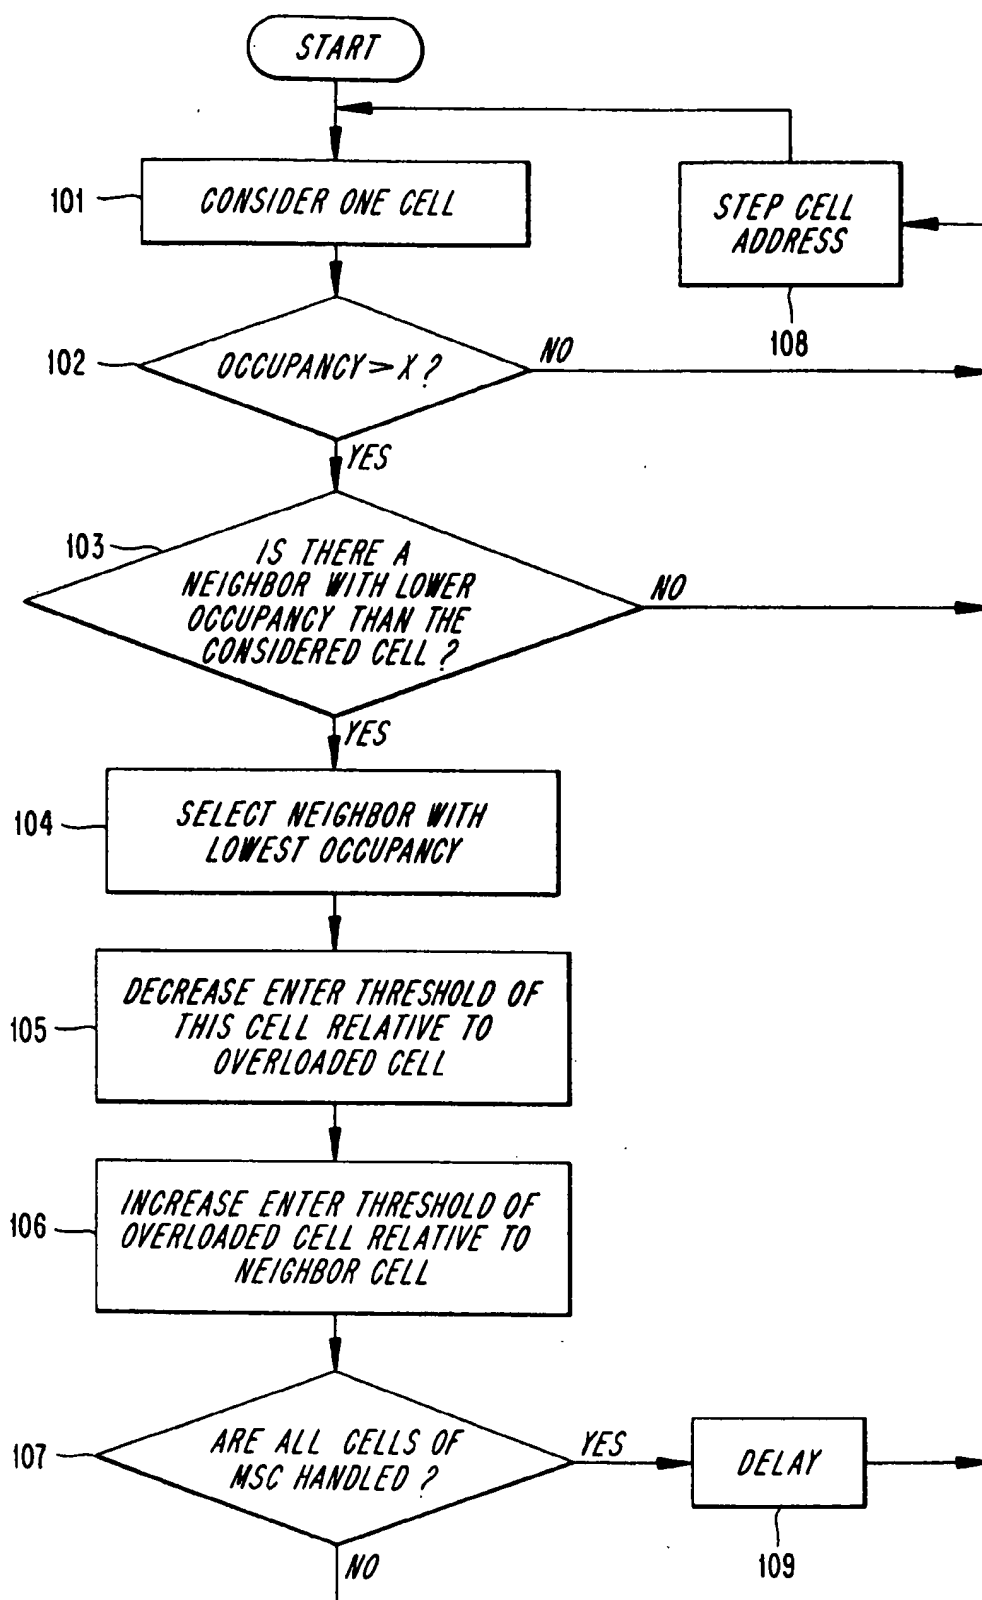 START
101
CONSIDER ONE CELL
STEP CELL
ADDRESS
108
102
OCCUPANCY > X ?
NO
YES
103
IS THERE A
NEIGHBOR WITH LOWER
OCCUPANCY THAN THE
CONSIDERED CELL ?
NO
YES
104
SELECT NEIGHBOR WITH
LOWEST OCCUPANCY
105
DECREASE ENTER THRESHOLD OF
THIS CELL RELATIVE TO
OVERLOADED CELL
106
INCREASE ENTER THRESHOLD OF
OVERLOADED CELL RELATIVE TO
NEIGHBOR CELL
107
ARE ALL CELLS OF
MSC HANDLED ?
YES
DELAY
109
NO